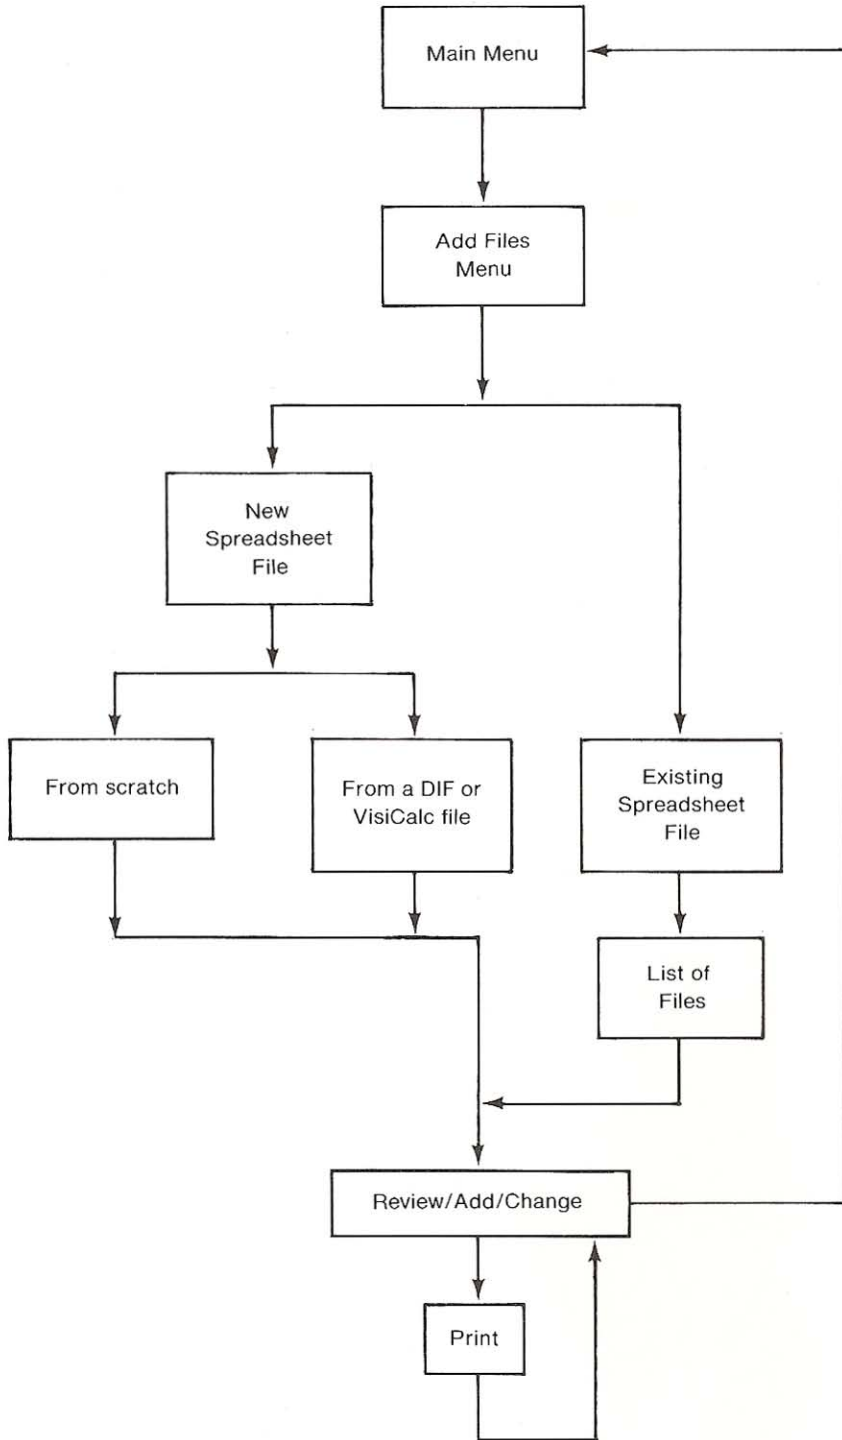 Main Menu
Add Files
Menu
New
Spreadsheet
File
From scratch
From a DIF or
VisiCalc file
Existing
Spreadsheet
File
List of
Files
Review/Add/Change
Print